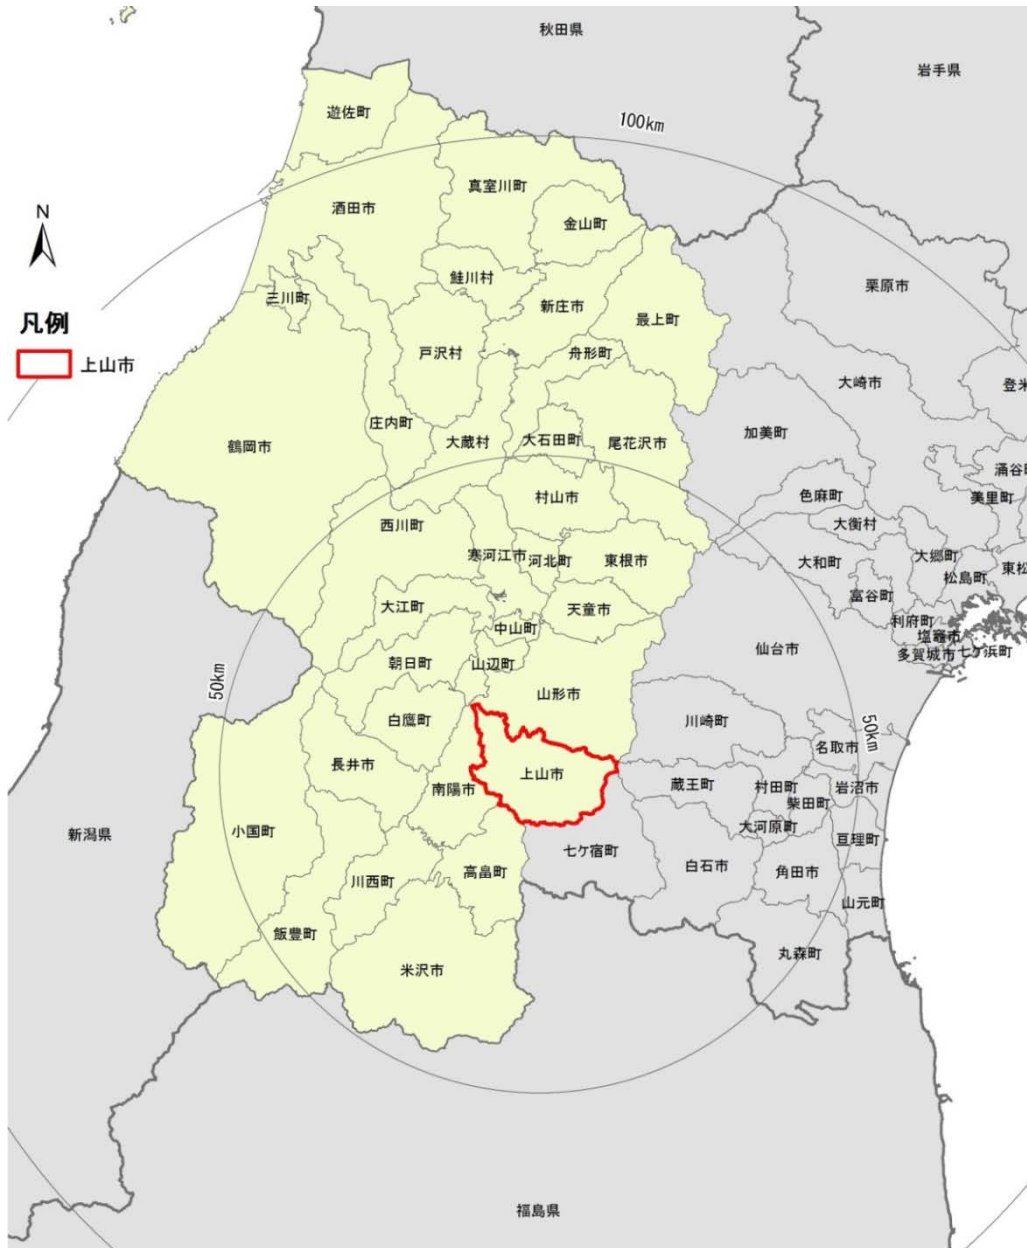 秋田県
岩手県
遊佐町
100km
真室川町
酒田市
金山町
N
鮭川村
栗原市
三川町
新庄市
最上町
凡例
上山市
戸沢村
舟形町
大崎市
登米
庄内町
加美町
鶴岡市
大蔵村
大石田町
尾花沢市
涌谷町
村山市
色麻町
美里町
西川町
大衡村
寒河江市
河北町
東根市
大和町
大郷町
松島町
東松
大江町
天童市
富谷町
中山町
利府町
塩竈市
仙台市
多賀城市
七ケ浜町
朝日町
山辺町
50km
山形市
白鷹町
川崎町
50km
名取市
長井市
上山市
南陽市
蔵王町
村田町
岩沼市
柴田町
小国町
大河原町
新潟県
亘理町
七ケ宿町
川西町
高畠町
白石市
角田市
山元町
飯豊町
丸森町
米沢市
福島県